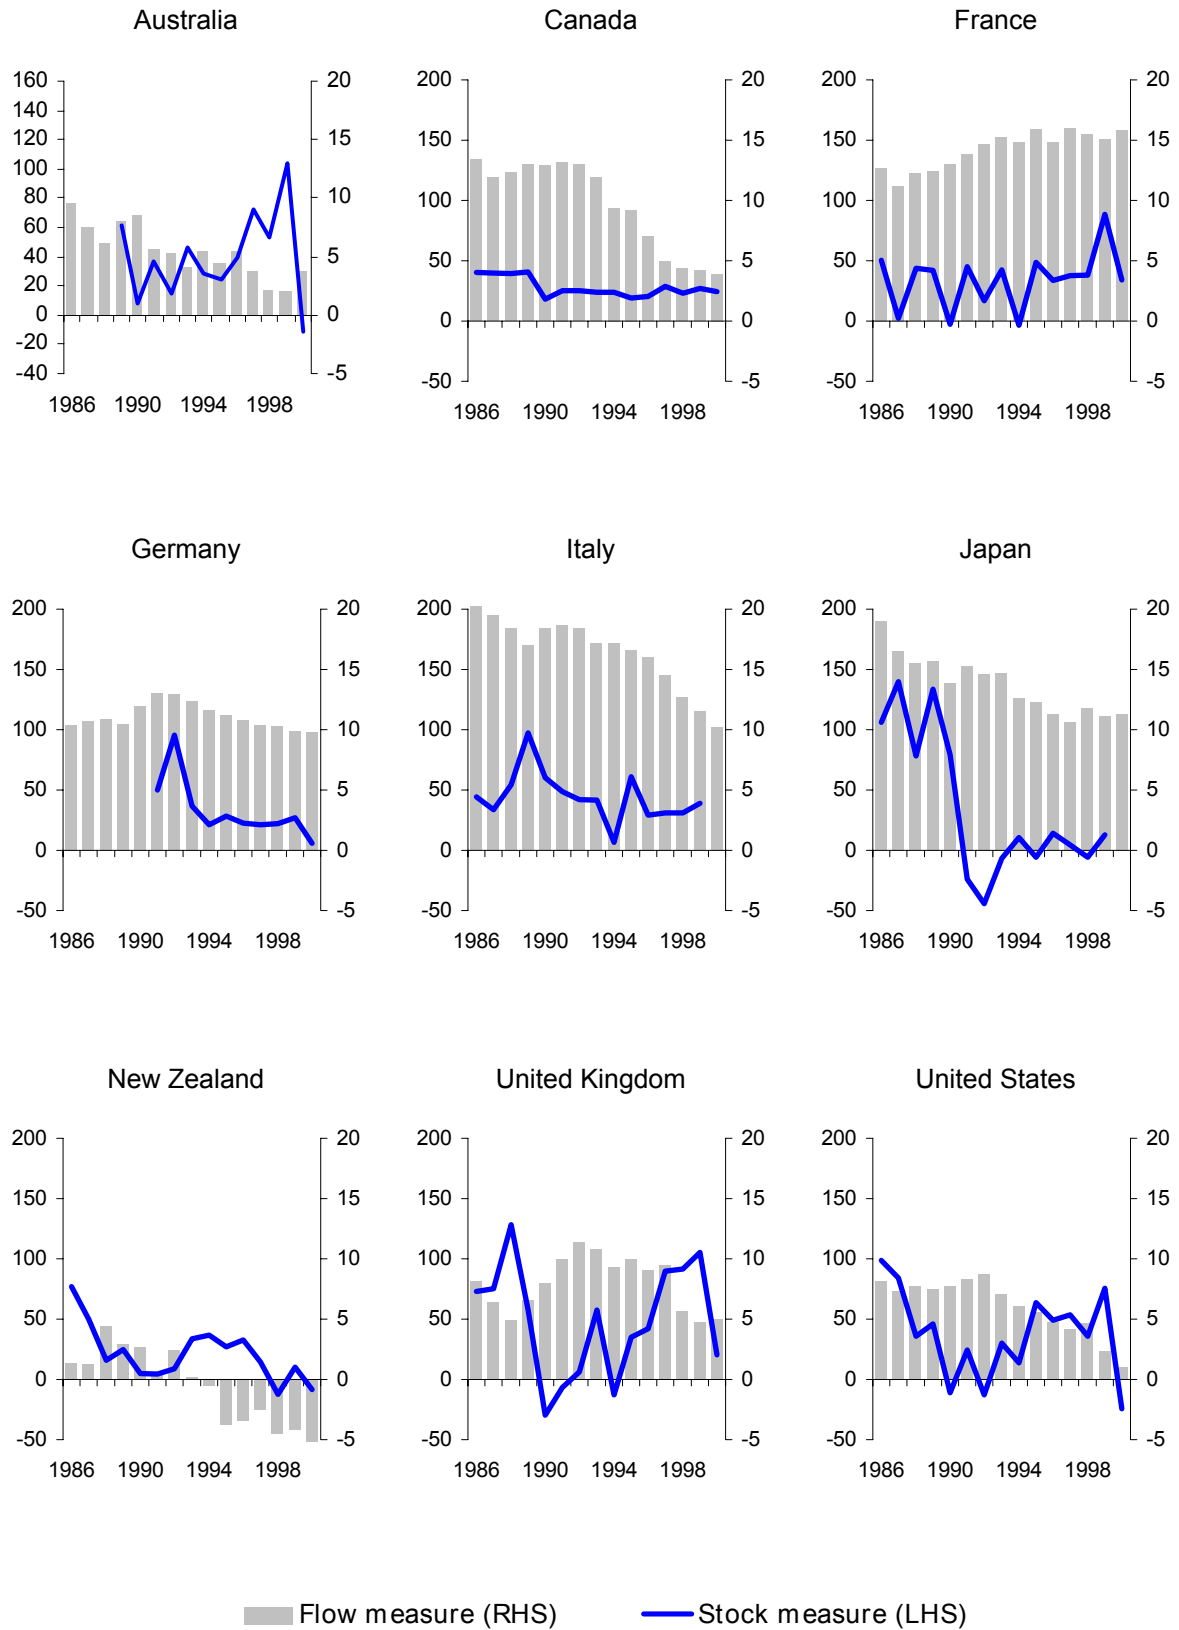 Australia Canada France
160 20 200 20 200 20
140
120 15 150 15 150 15
100
80 10 100 10 100 10
60
40 5 50 5 50 5
20
0 0 0 0 0 0
-20
-40 -5 -50 -5 -50 -5
1986 1990 1994 1998 1986 1990 1994 1998 1986 1990 1994 1998
Germany Italy Japan
200 20 200 20 200 20
150 15 150 15 150 15
100 10 100 10 100 10
50 5 50 5 50 5
0 0 0 0 0 0
-50 -5 -50 -5 -50 -5
1986 1990 1994 1998 1986 1990 1994 1998 1986 1990 1994 1998
New Zealand United Kingdom United States
200 20 200 20 200 20
150 15 150 15 150 15
100 10 100 10 100 10
50 5 50 5 50 5
0 0 0 0 0 0
-50 -5 -50 -5 -50 -5
1986 1990 1994 1998 1986 1990 1994 1998 1986 1990 1994 1998
Flow measure (RHS) Stock measure (LHS)